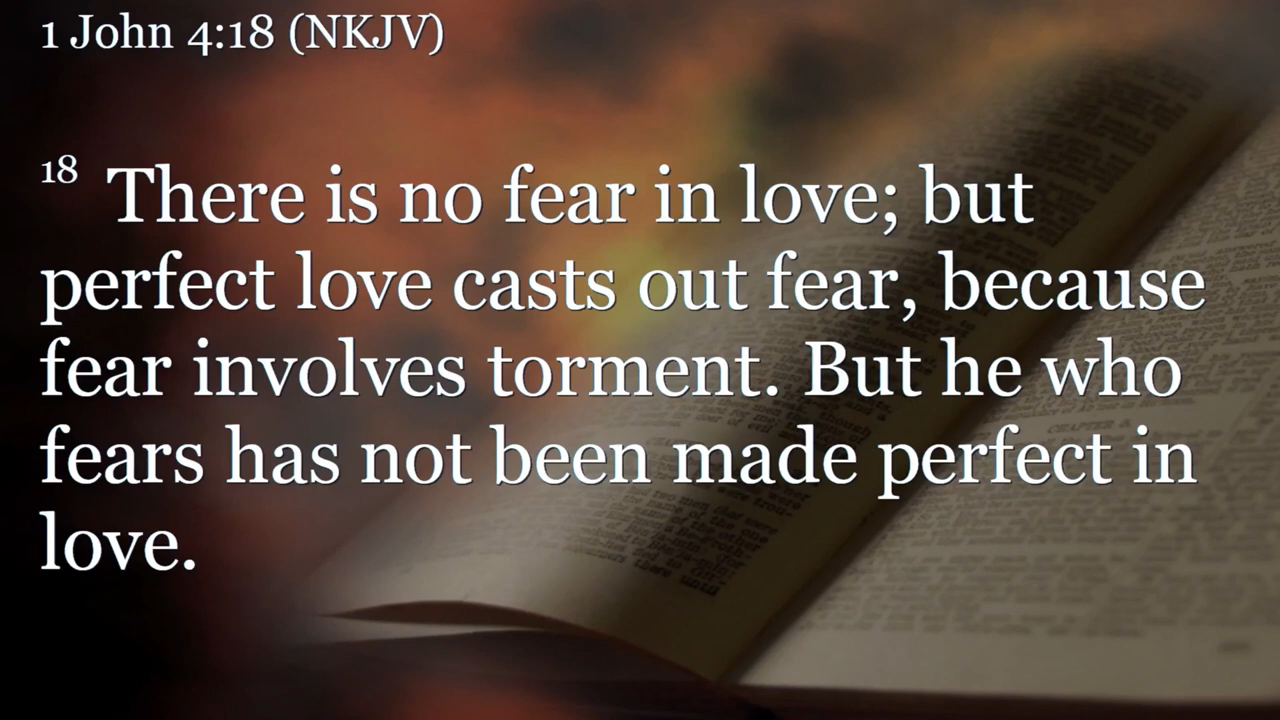 1 John 4:18 (NKJV)
18 There is no fear in love; but
perfect love casts out fear, because
fear involves torment. But he who
fears has not been made perfect in
love.